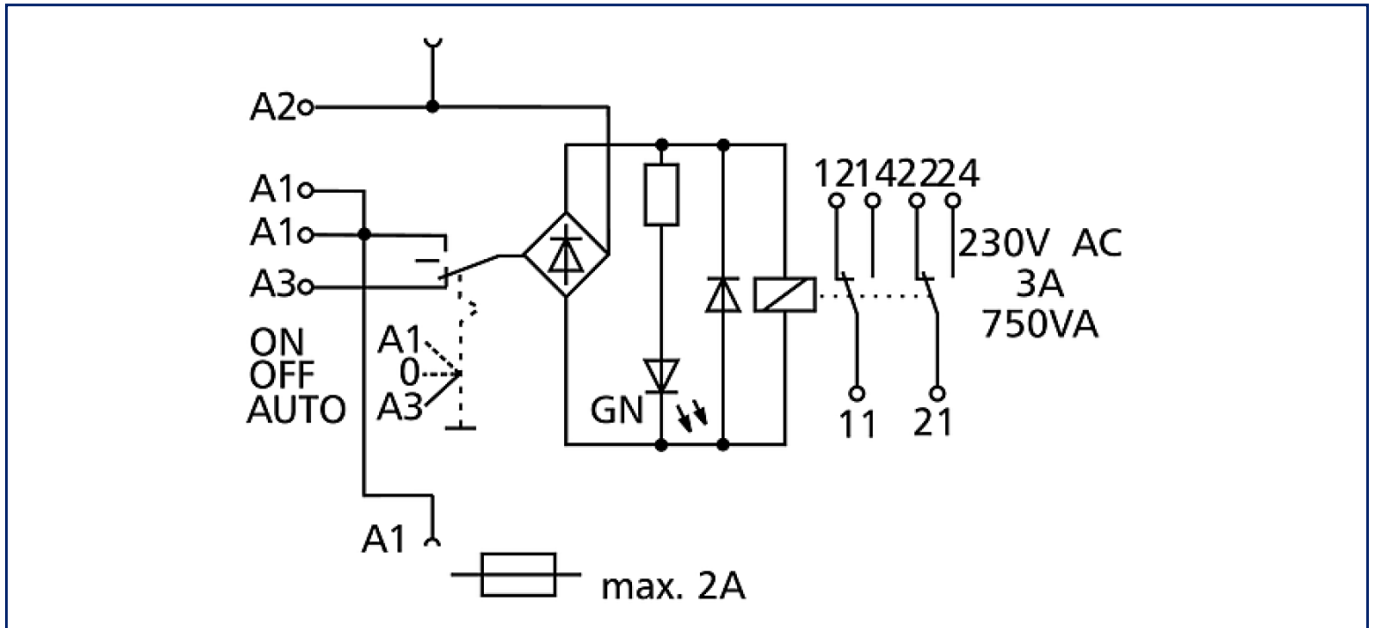 A2
A1
A1
A3
ON
OFF
AUTO
A1
0
A3
GN
12 14 22 24
230V AC
3A
750VA
11
21
A1
max. 2A